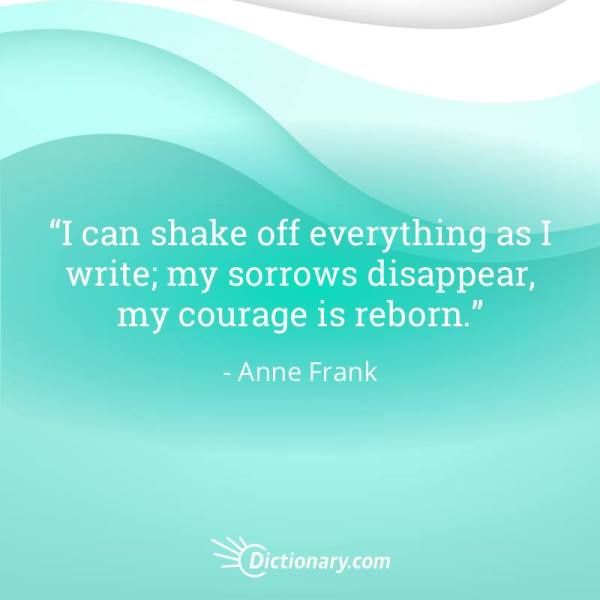 “I can shake off everything as I
write; my sorrows disappear,
my courage is reborn.”
- Anne Frank
Dictionary.com